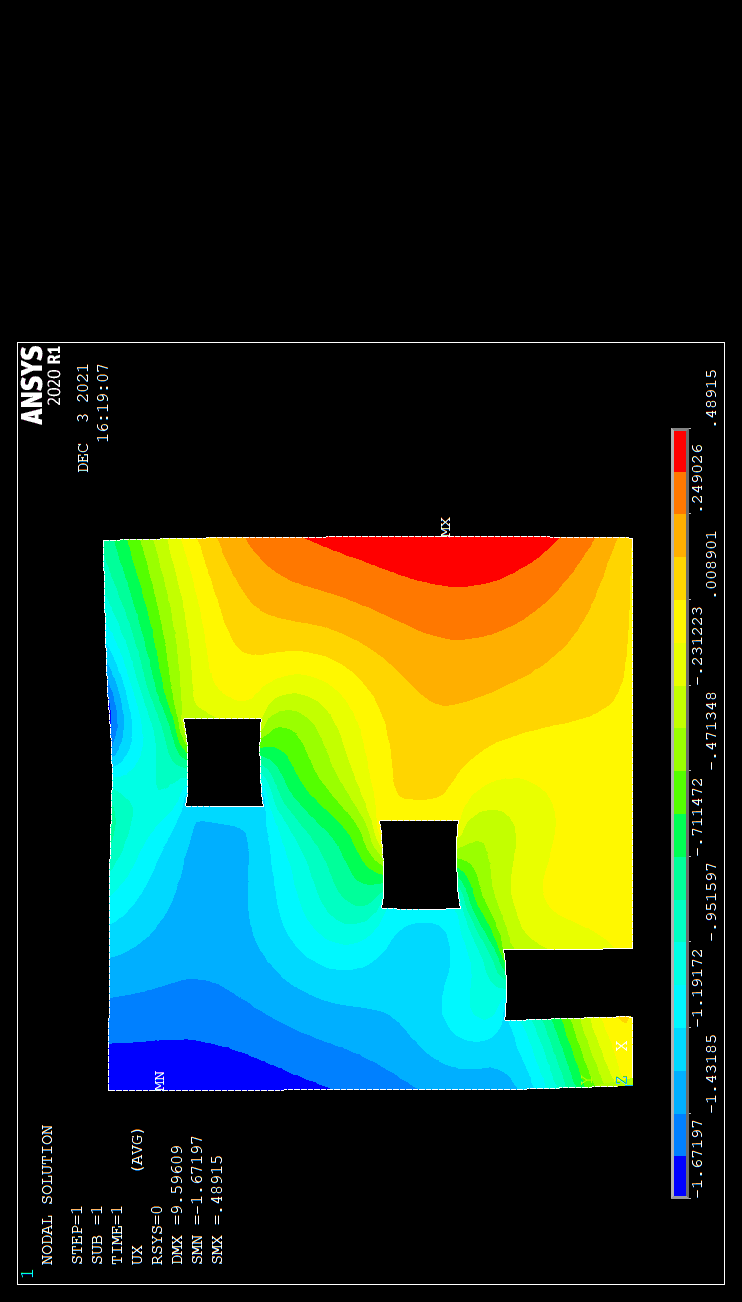 1
NODAL SOLUTION
STEP=1
SUB =1
TIME=1
UX (AVG)
RSYS=0
DMX =9.59609
SMN =-1.67197
SMX =.48915
ANSYS
2020 R1
DEC 3 2021
16:19:07
MN
MX
Z X
-1.67197
-1.43185
-1.19172
-.951597
-.711472
-.471348
-.231223
.008901
.249026
.48915